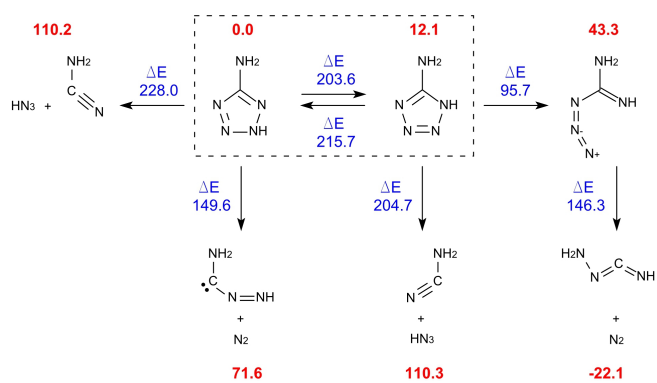 110.2
0.0
12.1
43.3
NH2
C
N
HN3 +
ΔE
228.0
NH2
N
N
N
NH
ΔE
203.6
ΔE
215.7
NH2
N
NH
N
N
ΔE
95.7
NH2
N
NH
N-
N+
ΔE
149.6
ΔE
204.7
ΔE
146.3
NH2
C
N
NH
+
N2
NH2
C
N
+
HN3
H2N
N
C
NH
+
N2
71.6
110.3
-22.1